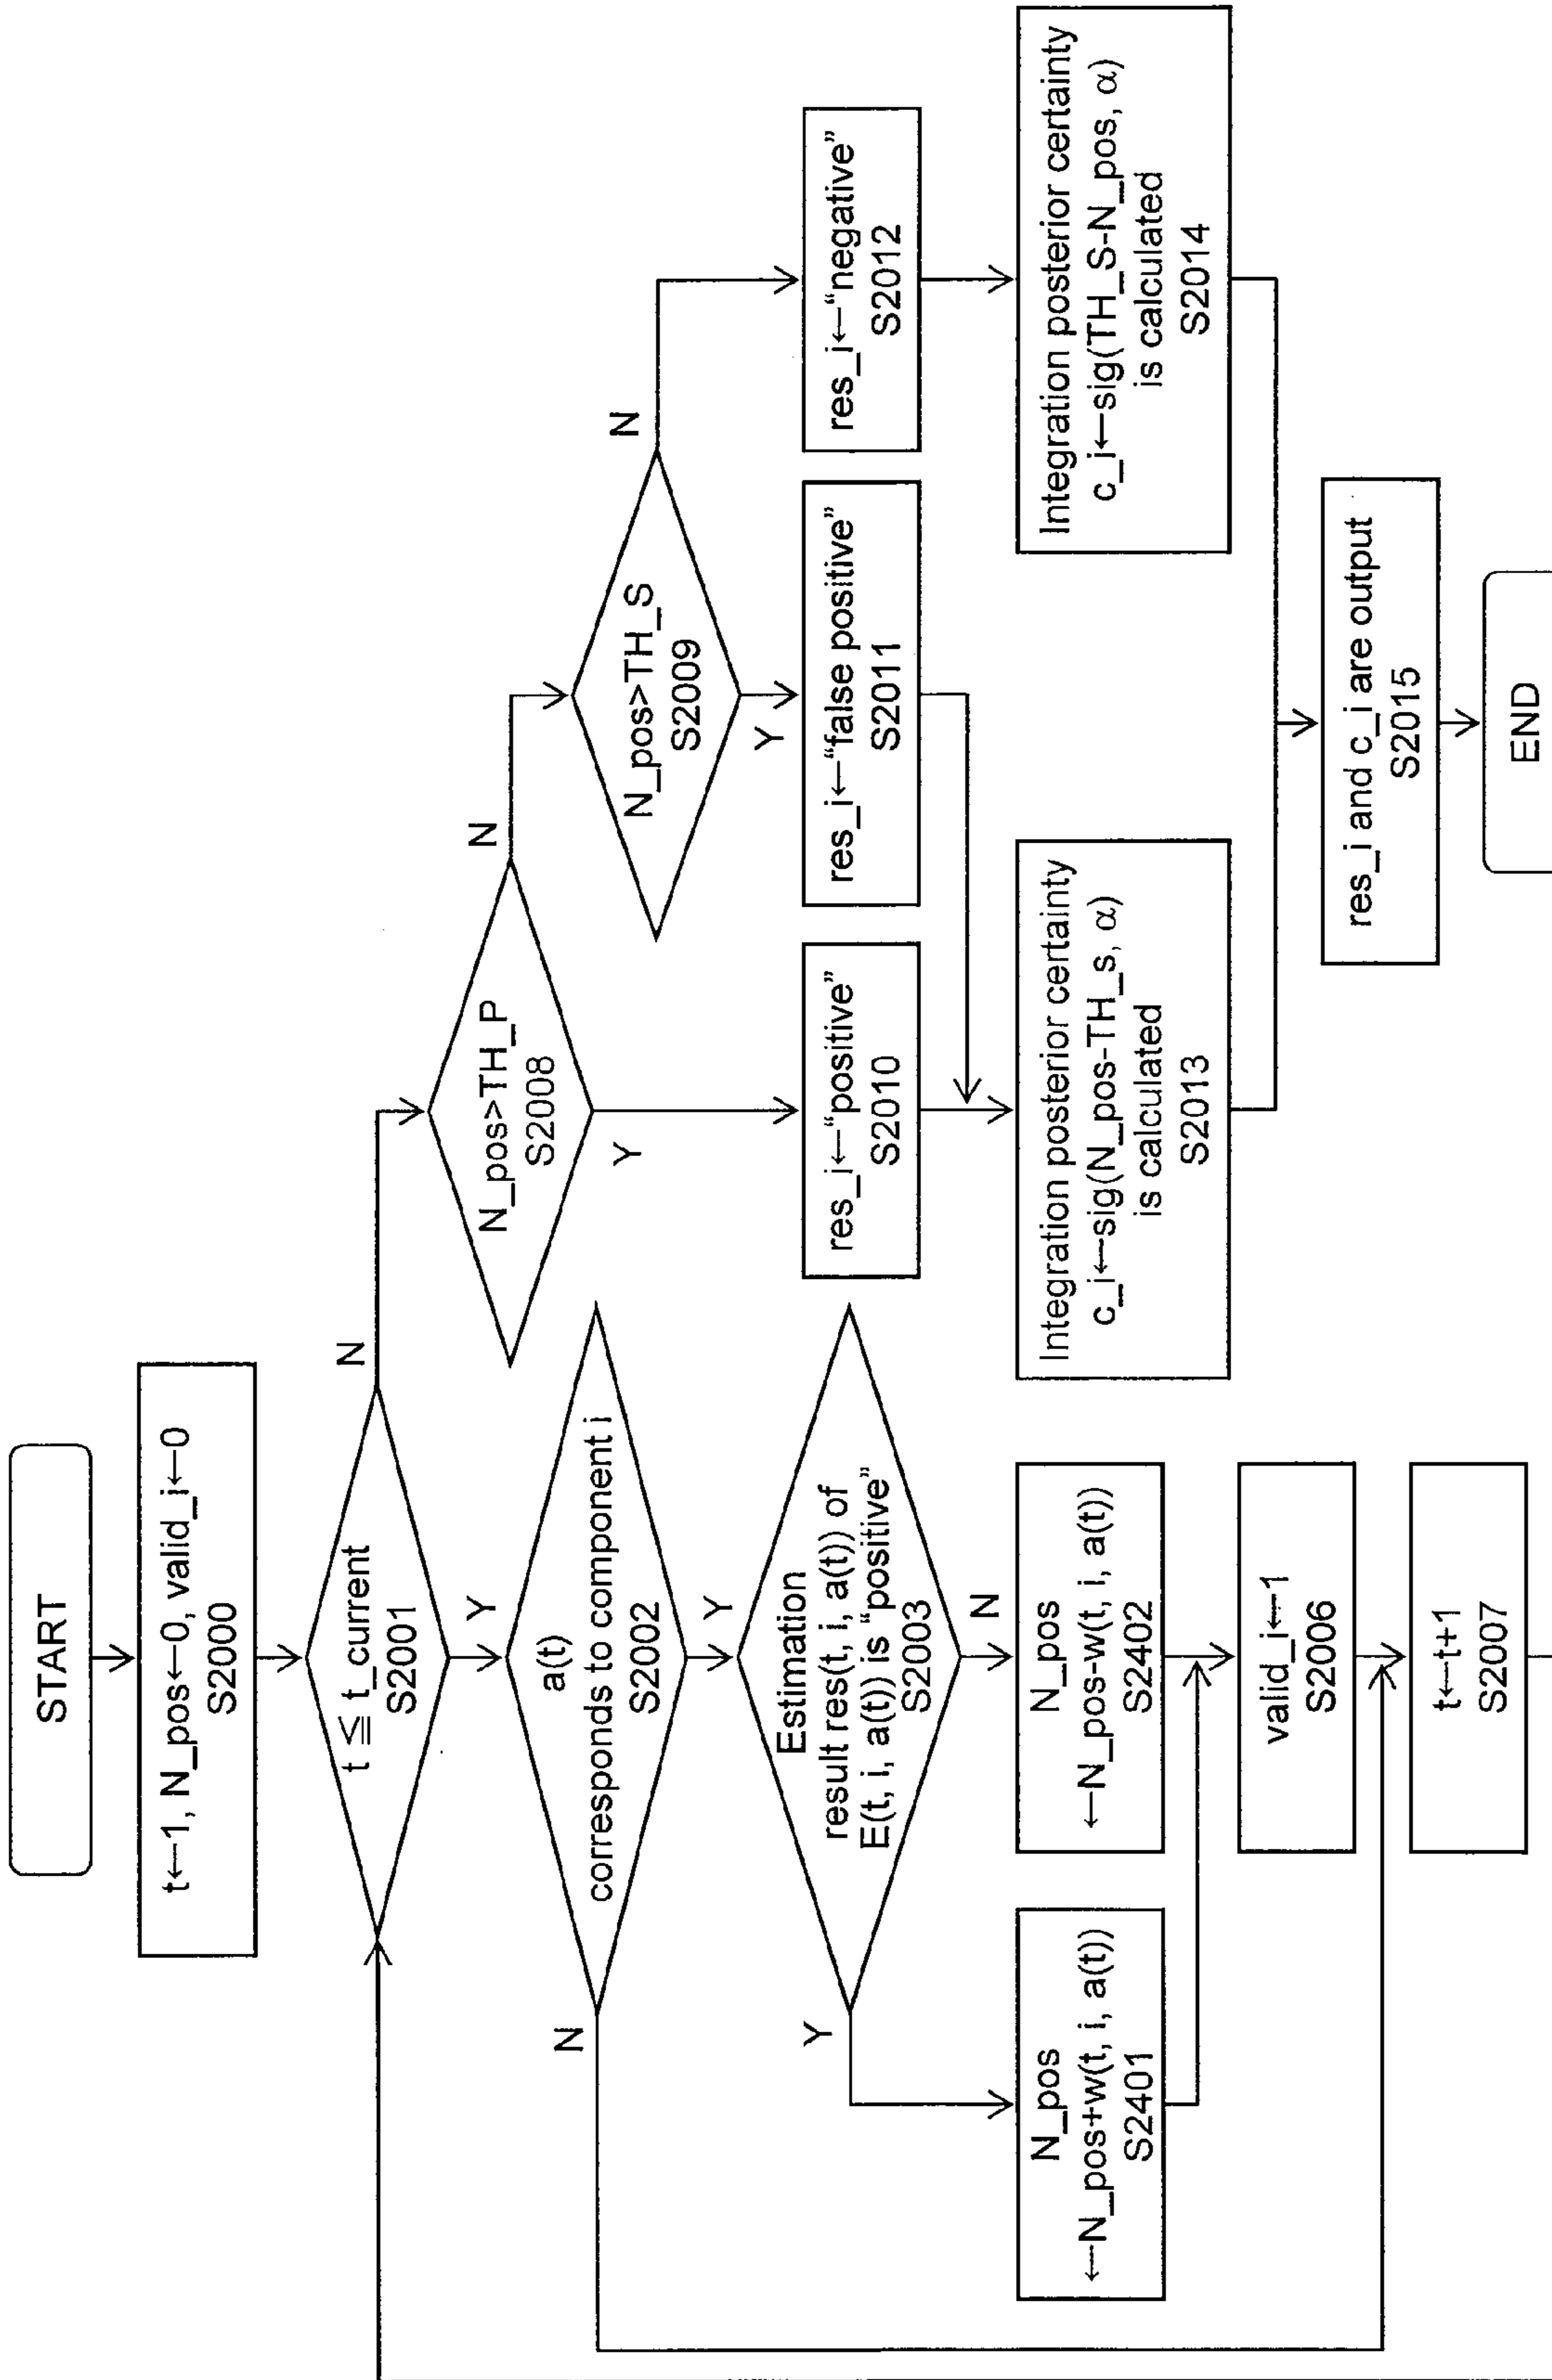 START
t←1, N_pos←0, valid_i←0
S2000
t ≦ t_current
S2001
N
Y
a(t)
corresponds to component i
S2002
N
Y
Estimation
result res(t, i, a(t)) of
E(t, i, a(t)) is “positive”
S2003
Y
N
N_pos
←N_pos+w(t, i, a(t))
S2401
N_pos
←N_pos-w(t, i, a(t))
S2402
valid_i←1
S2006
t←t+1
S2007
N_pos>TH_P
S2008
N
Y
N_pos>TH_S
S2009
N
Y
res_i←“positive”
S2010
res_i←“false positive”
S2011
res_i←“negative”
S2012
Integration posterior certainty
c_i←sig(N_pos-TH_s, α)
is calculated
S2013
Integration posterior certainty
c_i←sig(TH_S-N_pos, α)
is calculated
S2014
res_i and c_i are output
S2015
END